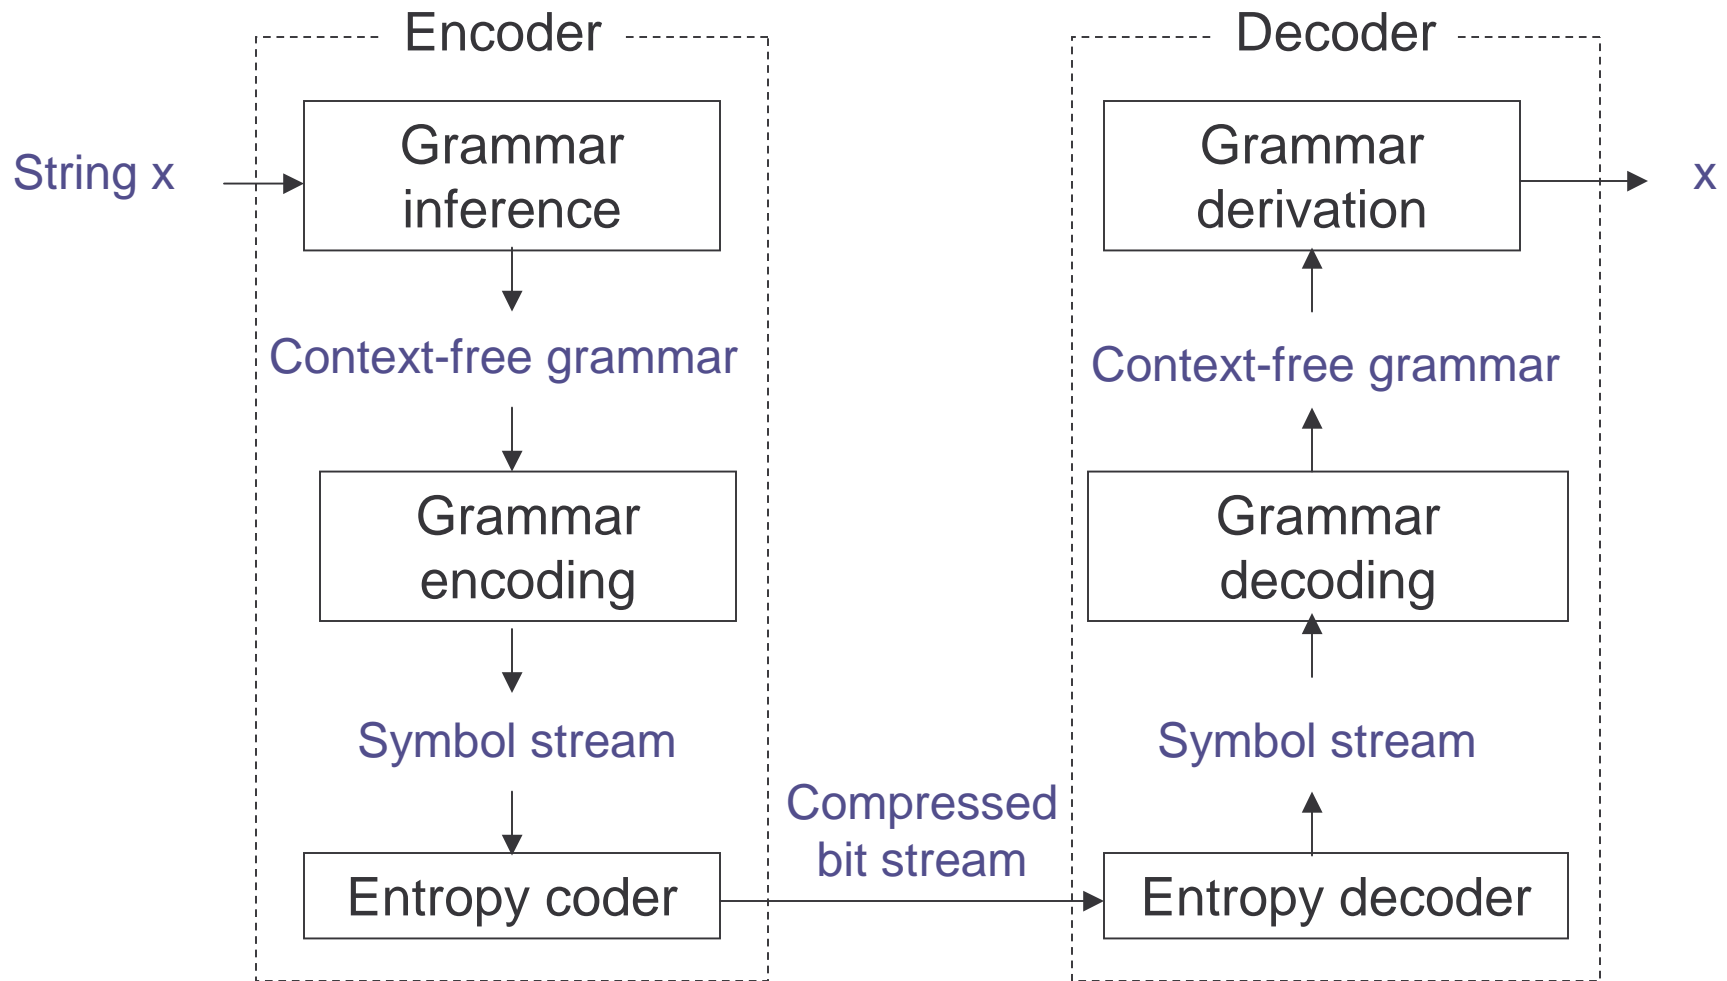 Encoder
String x
Grammar
inference
Context-free grammar
Grammar
encoding
Symbol stream
Entropy coder
Compressed
bit stream
Decoder
Grammar
derivation
x
Context-free grammar
Grammar
decoding
Symbol stream
Entropy decoder